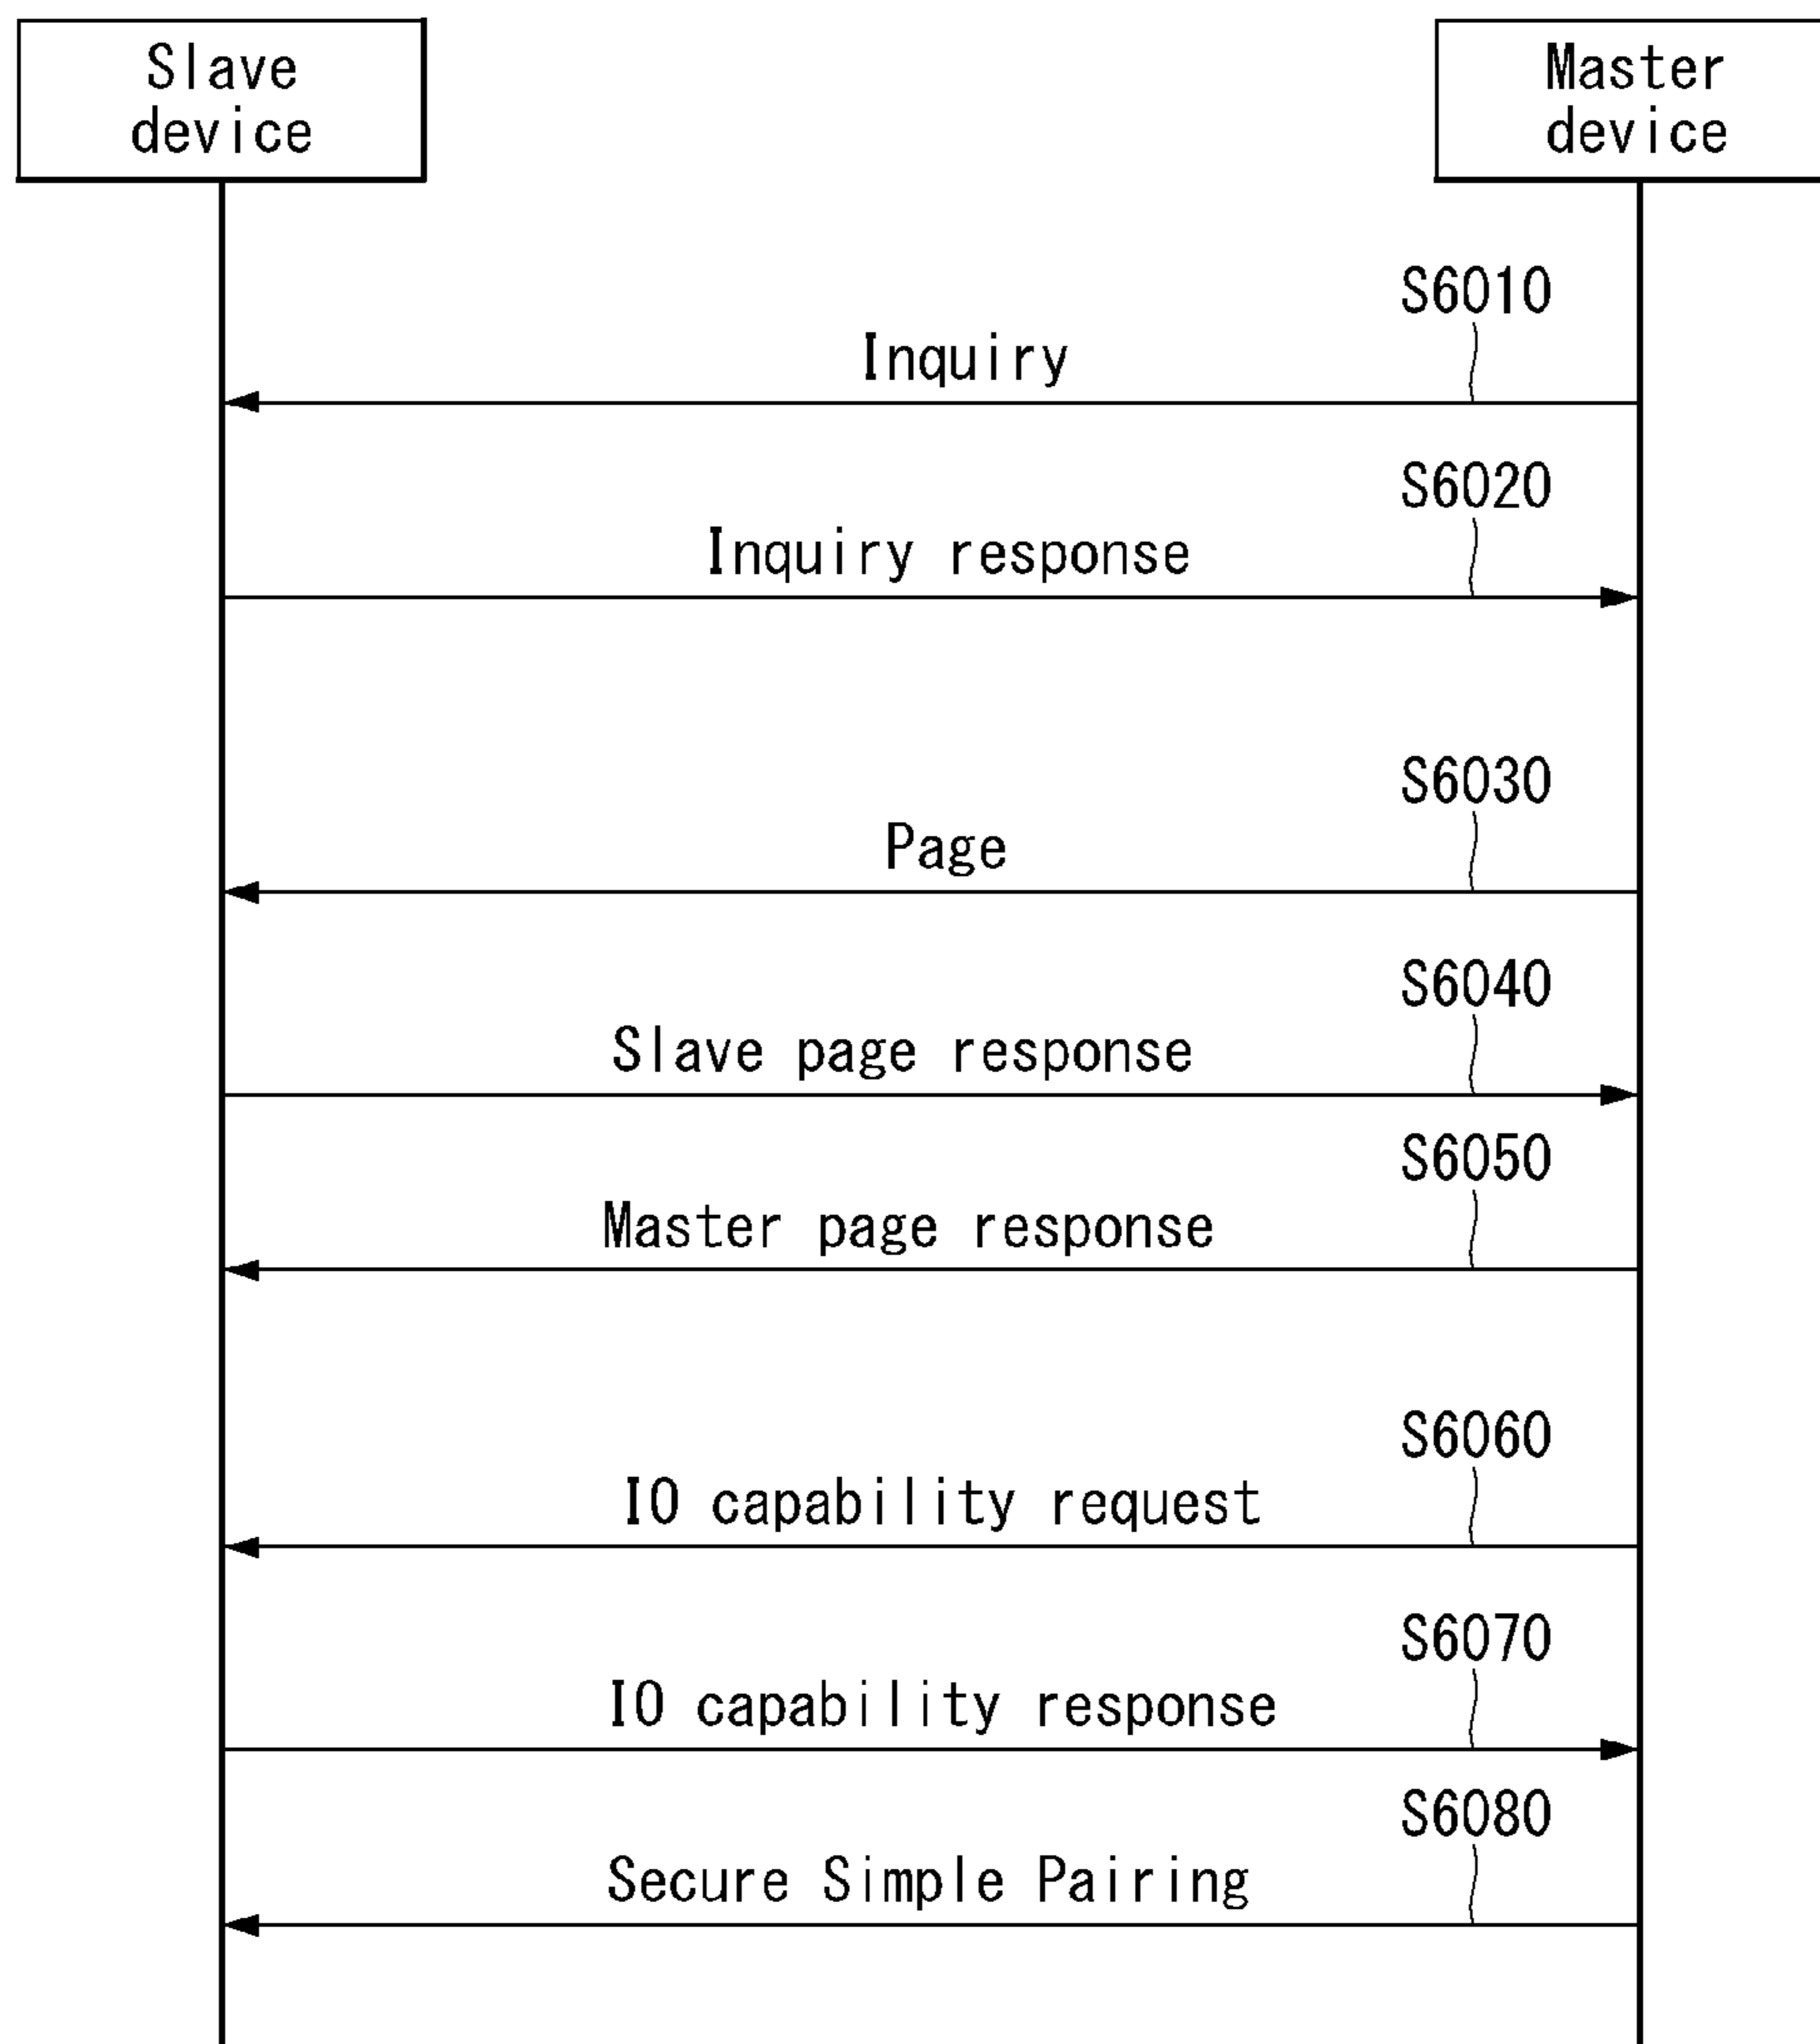 Slave
device
Master
device
S6010
Inquiry
S6020
Inquiry response
S6030
Page
S6040
Slave page response
S6050
Master page response
S6060
IO capability request
S6070
IO capability response
S6080
Secure Simple Pairing